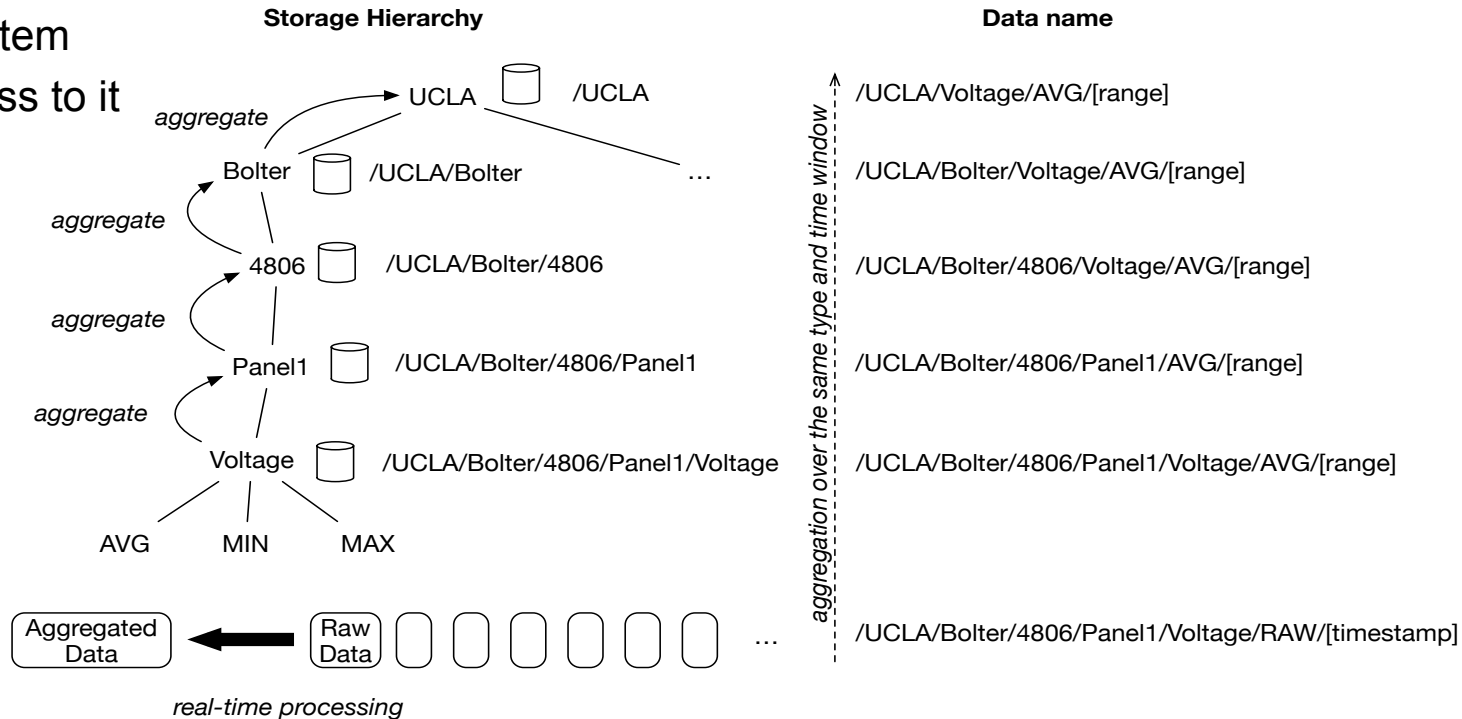 tem
ss to it
Storage Hierarchy
Data name
UCLA
/UCLA
/UCLA/Voltage/AVG/[range]
aggregate
Bolter
/UCLA/Bolter
...
/UCLA/Bolter/Voltage/AVG/[range]
aggregate
4806
/UCLA/Bolter/4806
/UCLA/Bolter/4806/Voltage/AVG/[range]
aggregate
Panel1
/UCLA/Bolter/4806/Panel1
/UCLA/Bolter/4806/Panel1/AVG/[range]
aggregate
Voltage
/UCLA/Bolter/4806/Panel1/Voltage
/UCLA/Bolter/4806/Panel1/Voltage/AVG/[range]
AVG
MIN
MAX
aggregation over the same type and time window
Aggregated
Data
Raw
Data
...
/UCLA/Bolter/4806/Panel1/Voltage/RAW/[timestamp]
real-time processing